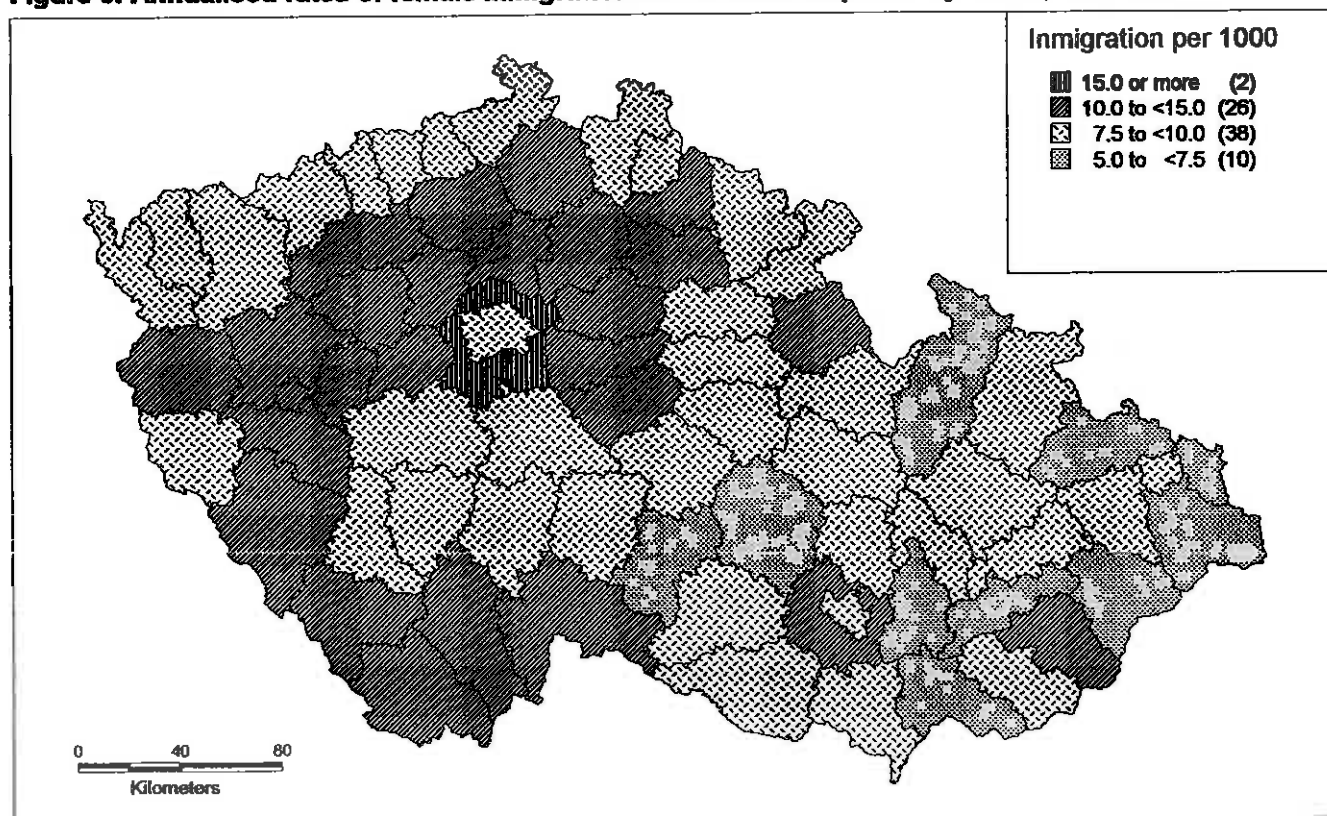 Inmigration per 1000
15.0 or more (2)
10.0 to <15.0 (26)
7.5 to <10.0 (38)
5.0 to <7.5 (10)
0 40 80
Kilometers